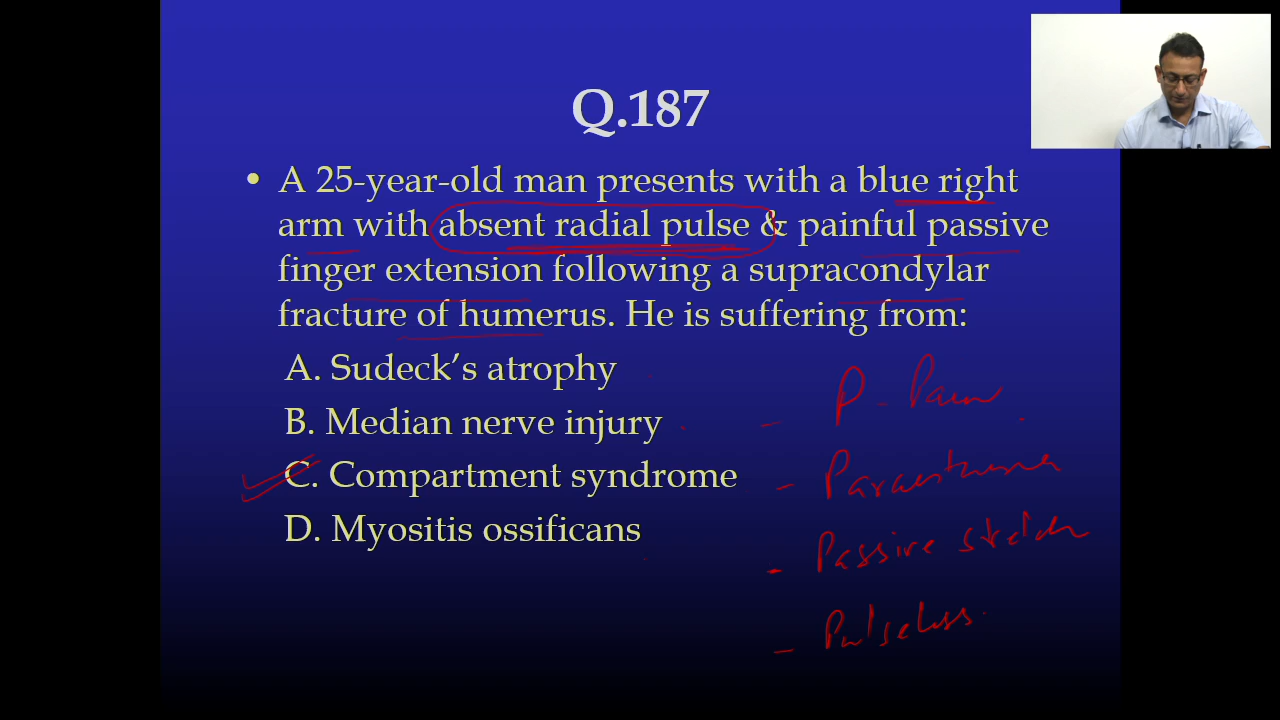 Q.187
• A 25-year-old man presents with a blue right
arm with absent radial pulse & painful passive
finger extension following a supracondylar
fracture of humerus. He is suffering from:
A. Sudeck's atrophy
B. Median nerve injury
C. Compartment syndrome
D. Myositis ossificans
P - Pain
- Passive stretch
- Pulseless